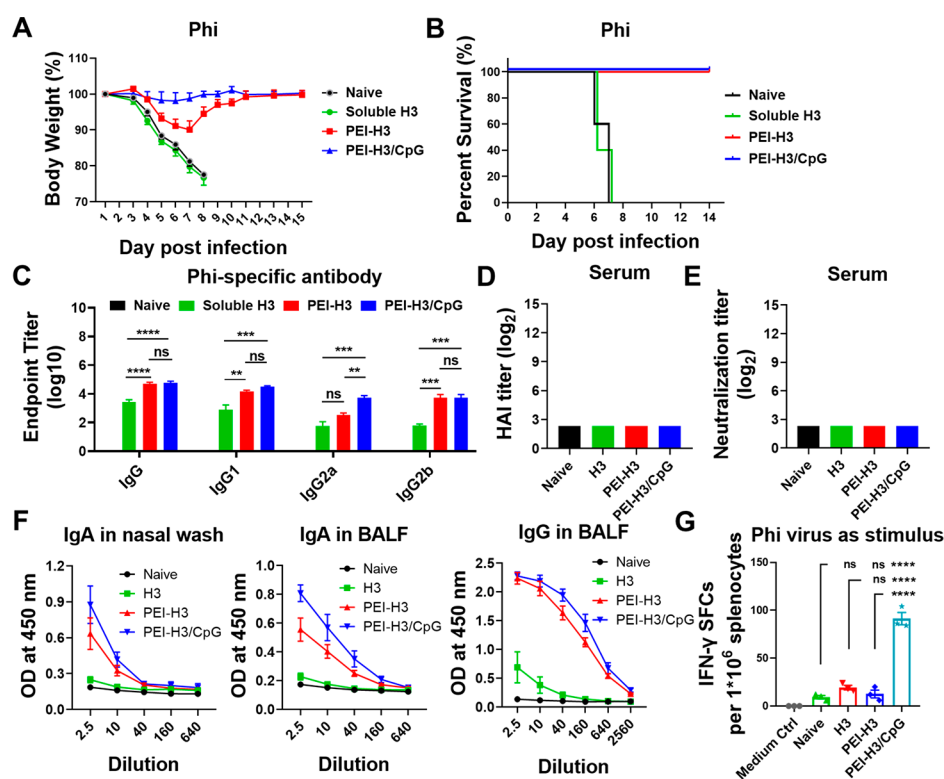 A
Phi
Body Weight (%)
110
100
90
80
70
1 2 3 4 5 6 7 8 9 10 11 12 13 14 15
Day post infection
Naive
Soluble H3
PEI-H3
PEI-H3/CpG
B
Phi
Percent Survival (%)
100
80
60
40
20
0
0 2 4 6 8 10 12 14
Day post infection
Naive
Soluble H3
PEI-H3
PEI-H3/CpG
C
Phi-specific antibody
Naive Soluble H3 PEI-H3 PEI-H3/CpG
Endpoint Titer
(log10)
10
8
6
4
2
0
**** ns ****
*** ns **
*** ** ns
*** ns ***
IgG IgG1 IgG2a IgG2b
D
Serum
HAI titer (log2)
15
12
9
6
3
0
Naive H3 PEI-H3 PEI-H3/CpG
E
Serum
Neutralization titer
(log2)
15
12
9
6
3
0
Naive H3 PEI-H3 PEI-H3/CpG
F
IgA in nasal wash
OD at 450 nm
1.2
0.9
0.6
0.3
0.0
2.5 10 40 160 640
Dilution
Naive
H3
PEI-H3
PEI-H3/CpG
IgA in BALF
OD at 450 nm
1.0
0.8
0.6
0.4
0.2
0.0
2.5 10 40 160 640
Dilution
Naive
H3
PEI-H3
PEI-H3/CpG
IgG in BALF
OD at 450 nm
2.5
2.0
1.5
1.0
0.5
0.0
2.5 10 40 160 640 2560
Dilution
Naive
H3
PEI-H3
PEI-H3/CpG
G
Phi virus as stimulus
IFN-γ SFCs
per 1*10⁶ splenocytes
150
100
50
0
ns ****
ns ****
****
Medium Ctrl Naive H3 PEI-H3 PEI-H3/CpG